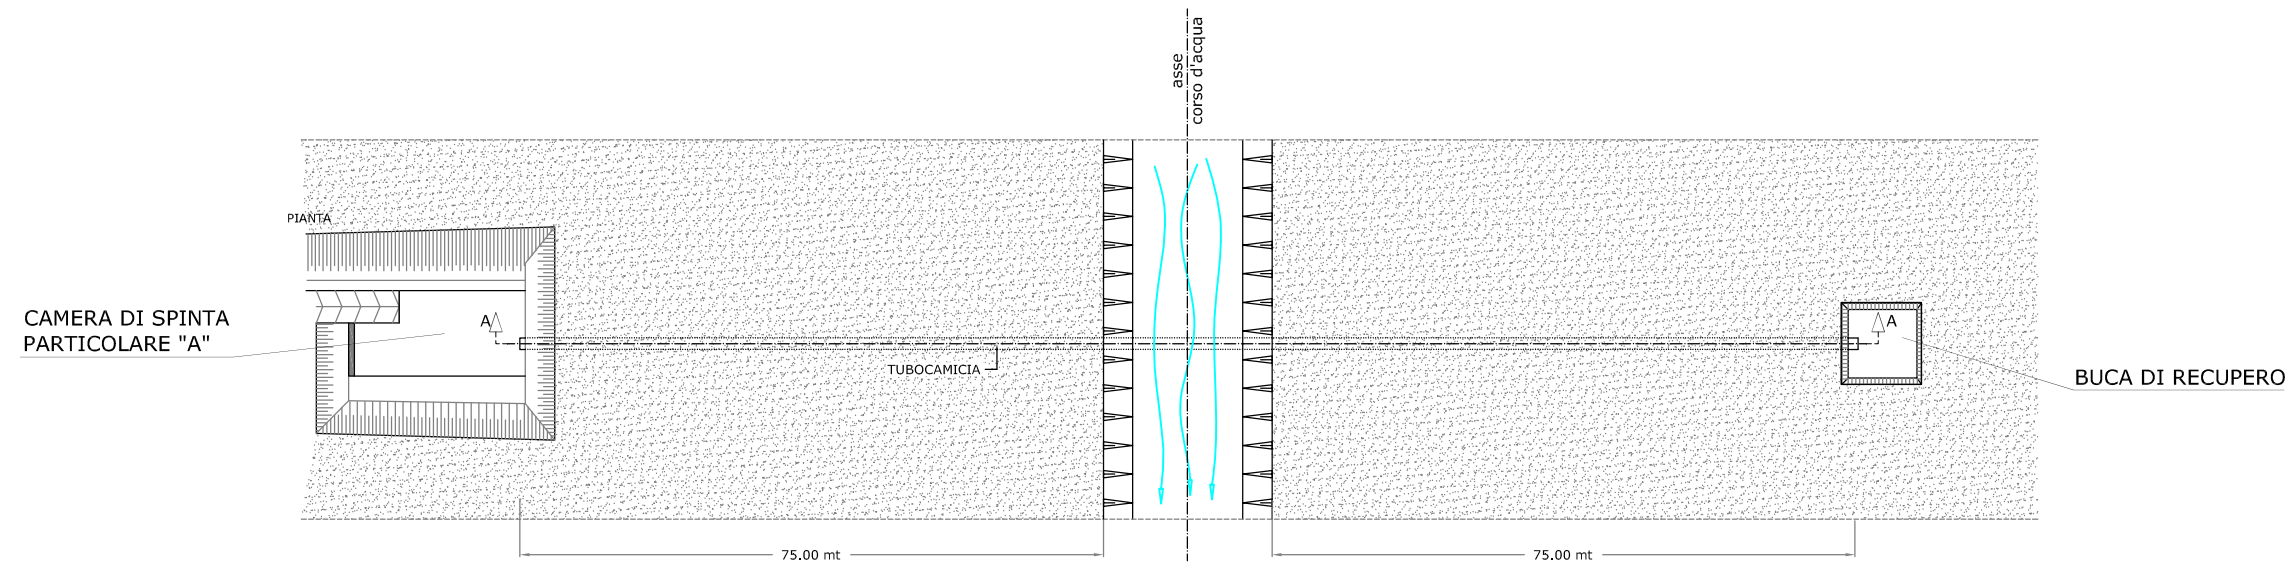 asse
corso d'acqua
PIANTA
CAMERA DI SPINTA
PARTICOLARE "A"
A
A
TUBOCAMICIA
BUCA DI RECUPERO
75.00 mt
75.00 mt